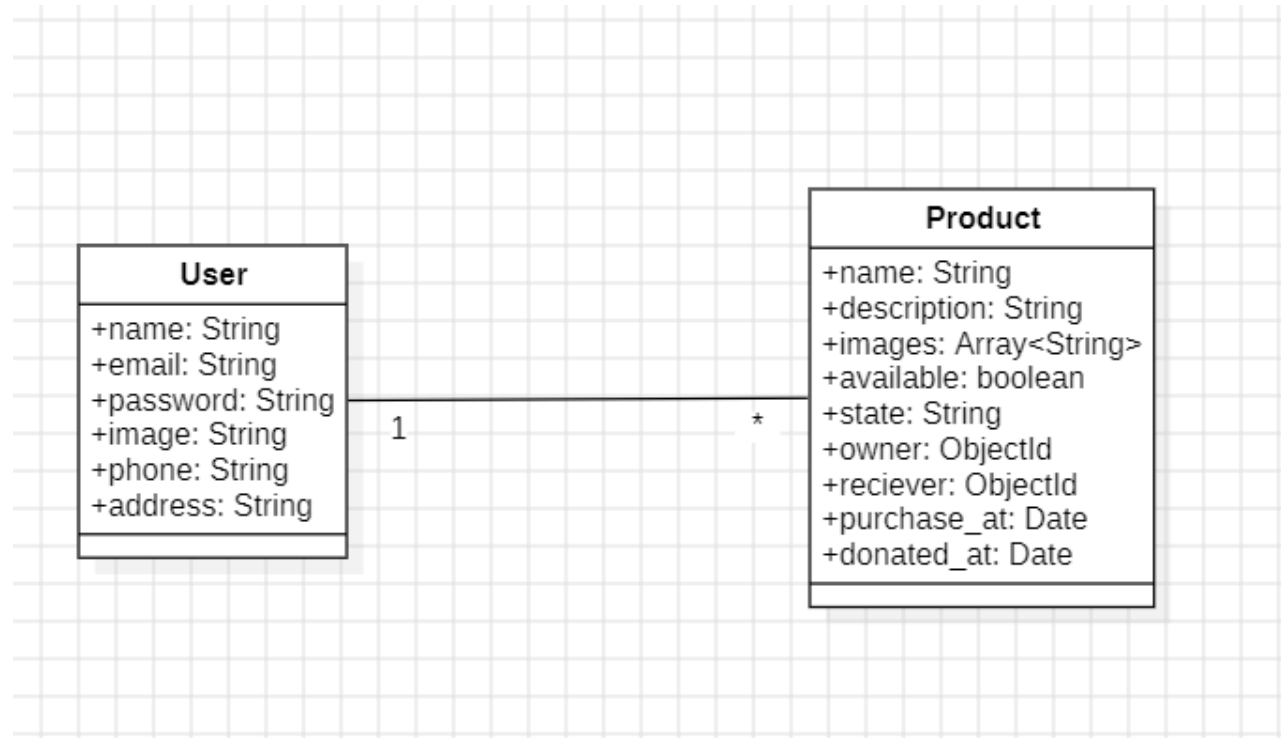 User
+name: String
+email: String
+password: String
+image: String
+phone: String
+address: String
1
*
Product
+name: String
+description: String
+images: Array<String>
+available: boolean
+state: String
+owner: ObjectId
+reciever: ObjectId
+purchase_at: Date
+donated_at: Date